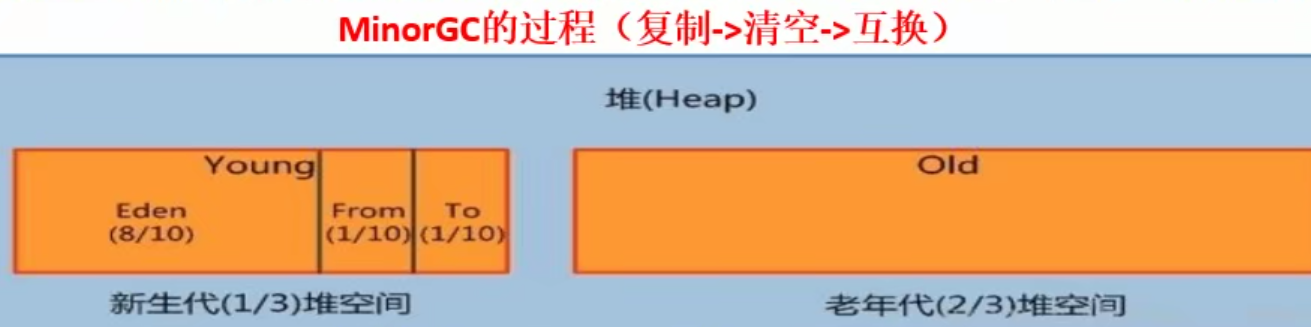 MinorGC的过程（复制->清空->互换）
堆(Heap)
Young
Eden
(8/10)
From
(1/10)
To
(1/10)
Old
新生代(1/3)堆空间
老年代(2/3)堆空间